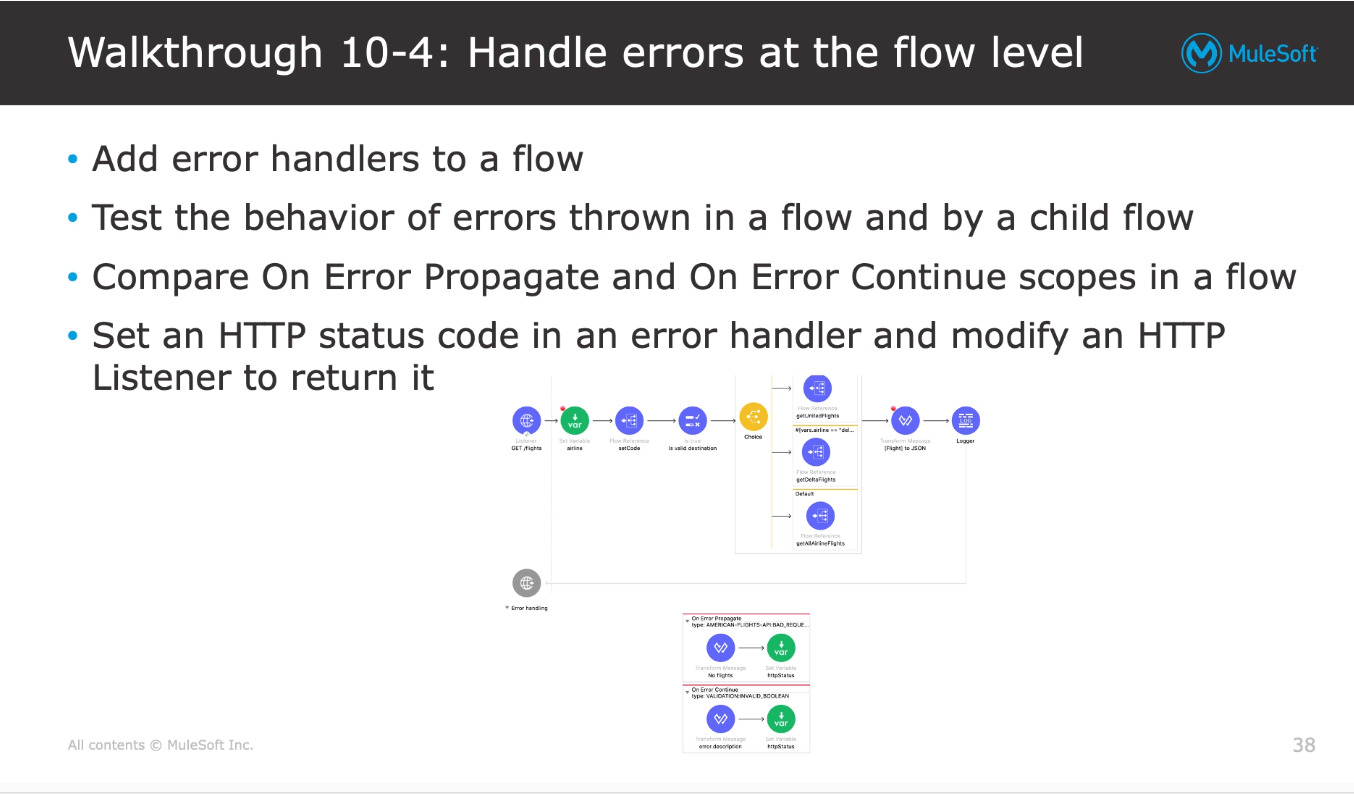 Walkthrough 10-4: Handle errors at the flow level
MuleSoft
• Add error handlers to a flow
• Test the behavior of errors thrown in a flow and by a child flow
• Compare On Error Propagate and On Error Continue scopes in a flow
• Set an HTTP status code in an error handler and modify an HTTP
Listener to return it
Flow Reference
getUnitedFlights
Listener
GET /flights
var
Set Variable
airline
Flow Reference
setCode
Is true
is valid destination
Choice
#[vars.airline == "del...
Flow Reference
getDeltaFlights
Default
Flow Reference
getAllAirlineFlights
Transform Message
[Flight] to JSON
LOG
Logger
Error handling
On Error Propagate
type: AMERICAN-FLIGHTS-API:BAD_REQUE...
Transform Message
No flights
var
Set Variable
httpStatus
On Error Continue
type: VALIDATION:INVALID_BOOLEAN
Transform Message
error.description
var
Set Variable
httpStatus
All contents © MuleSoft Inc.
38